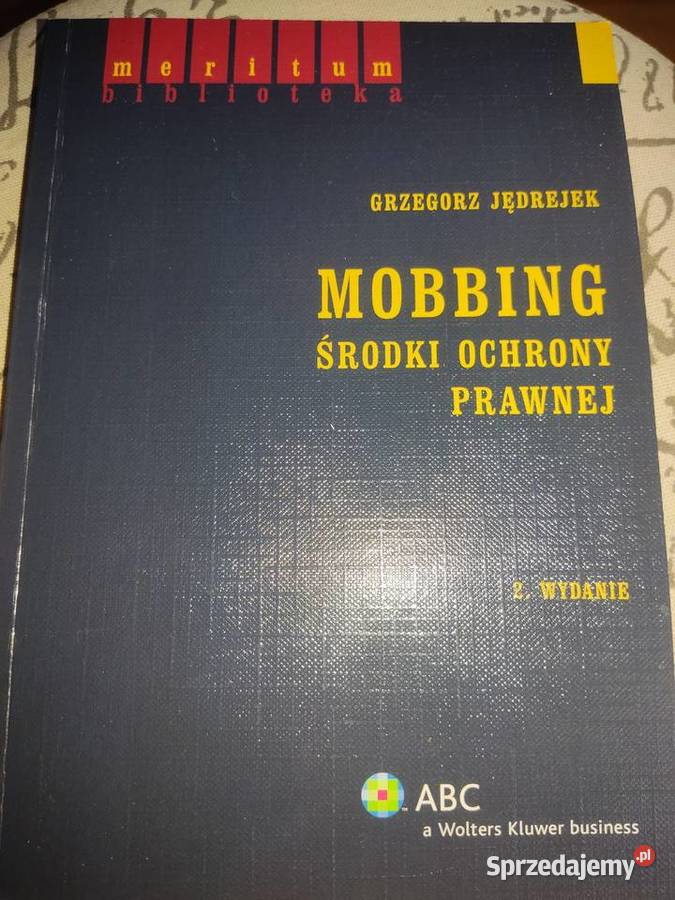 meritum
biblioteka
GRZEGORZ JĘDREJEK
MOBBING
ŚRODKI OCHRONY
PRAWNEJ
2. WYDANIE
ABC
a Wolters Kluwer business
Sprzedajemy.pl